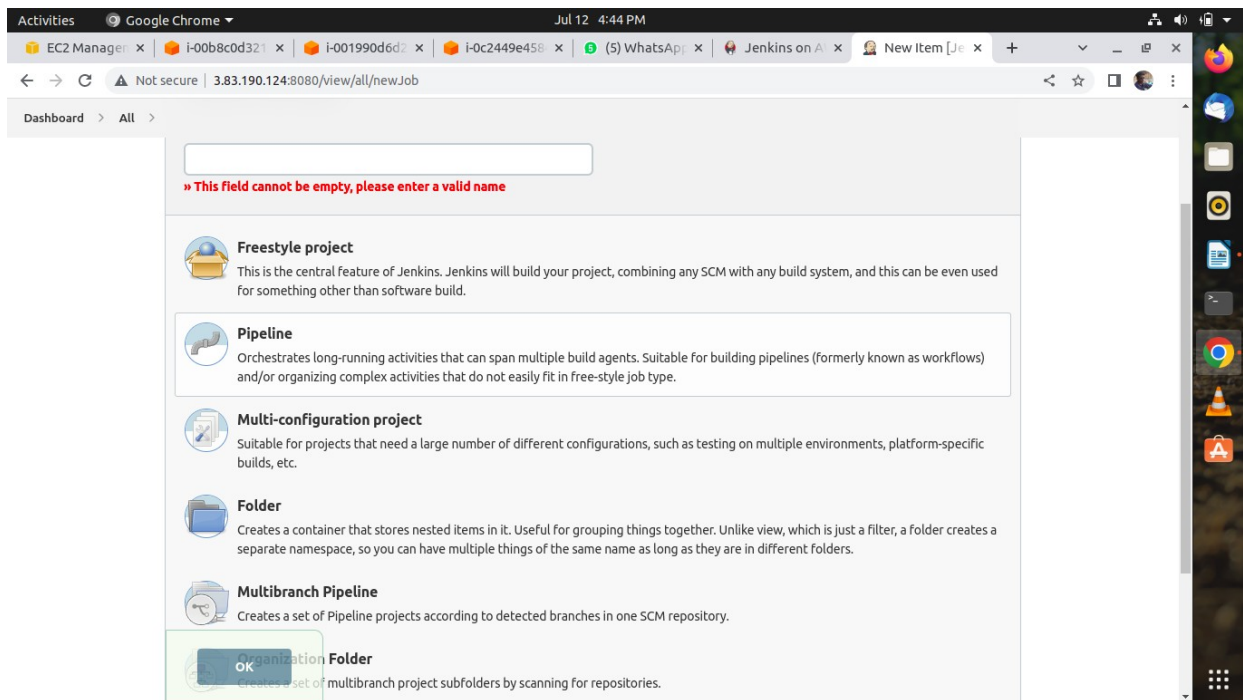 Activities
Google Chrome
Jul 12 4:44 PM
EC2 Manager
i-00b8c0d321
i-001990d6d2
i-0c2449e458
(5) WhatsApp
Jenkins on A
New Item [Je
Not secure
3.83.190.124:8080/view/all/newJob
Dashboard > All >
» This field cannot be empty, please enter a valid name
Freestyle project
This is the central feature of Jenkins. Jenkins will build your project, combining any SCM with any build system, and this can be even used
for something other than software build.
Pipeline
Orchestrates long-running activities that can span multiple build agents. Suitable for building pipelines (formerly known as workflows)
and/or organizing complex activities that do not easily fit in free-style job type.
Multi-configuration project
Suitable for projects that need a large number of different configurations, such as testing on multiple environments, platform-specific
builds, etc.
Folder
Creates a container that stores nested items in it. Useful for grouping things together. Unlike view, which is just a filter, a folder creates a
separate namespace, so you can have multiple things of the same name as long as they are in different folders.
Multibranch Pipeline
Creates a set of Pipeline projects according to detected branches in one SCM repository.
Organization Folder
OK
Creates a set of multibranch project subfolders by scanning for repositories.